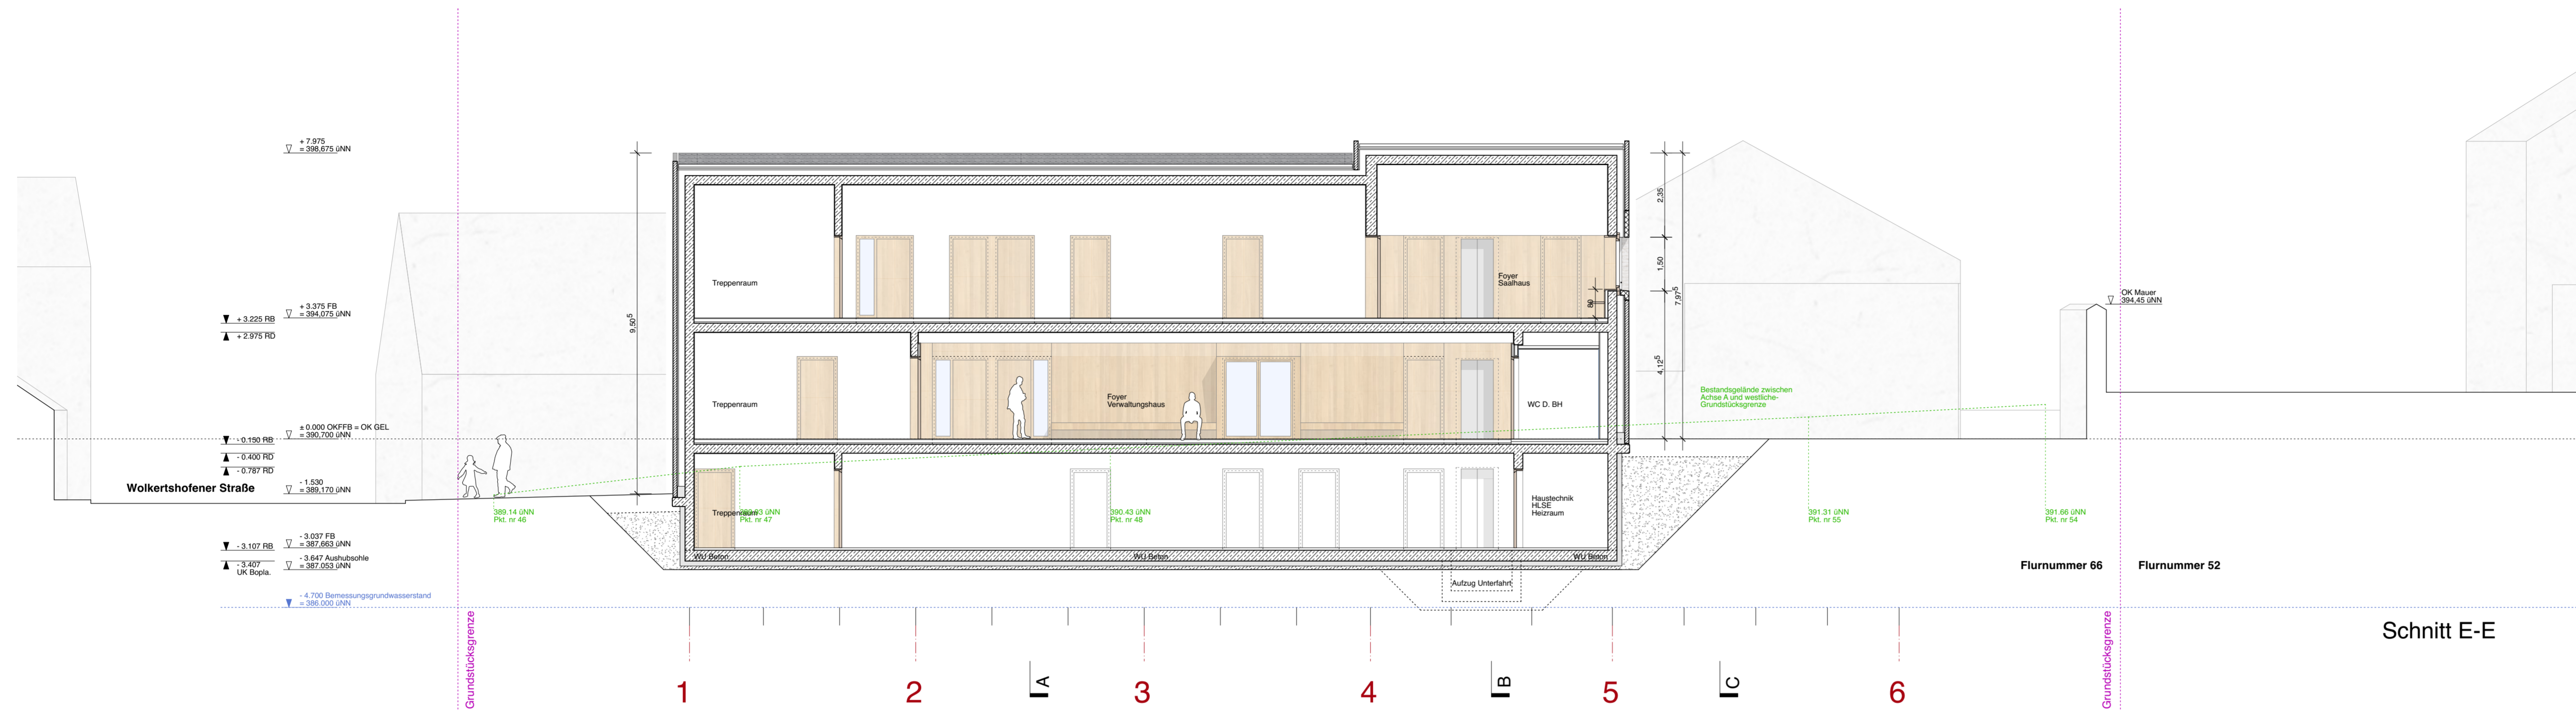 + 7.975
= 398,675 üNN
+ 3.375 FB
= 394,075 üNN
+ 3.225 RB
+ 2.975 RD
± 0.000 OKFFB = OK GEL
= 390,700 üNN
- 0.150 RB
- 0.400 RD
- 0.787 RD
- 1.530
= 389,170 üNN
Wolkertshofener Straße
- 3.037 FB
= 387,663 üNN
- 3.107 RB
- 3.647 Aushubsohle
= 387.053 üNN
- 3.407
UK Bopla.
- 4.700 Bemessungsgrundwasserstand
= 386.000 üNN
Grundstücksgrenze
389.14 üNN
Pkt. nr 46
9,50⁵
Treppenraum
Foyer
Saalhaus
80
Treppenraum
Foyer
Verwaltungshaus
WC D. BH
Treppenraum
üNN
Pkt. nr 47
390.43 üNN
Pkt. nr 48
Haustechnik
HLSE
Heizraum
WU Beton
WU Beton
WU Beton
Aufzug Unterfahrt
2,35
1,50
4,12⁵
7,97⁵
Bestandsgelände zwischen
Achse A und westliche-
Grundstücksgrenze
391.31 üNN
Pkt. nr 55
391.66 üNN
Pkt. nr 54
OK Mauer
394,45 üNN
Flurnummer 66
Flurnummer 52
Grundstücksgrenze
Schnitt E-E
1
2
A
3
4
B
5
C
6